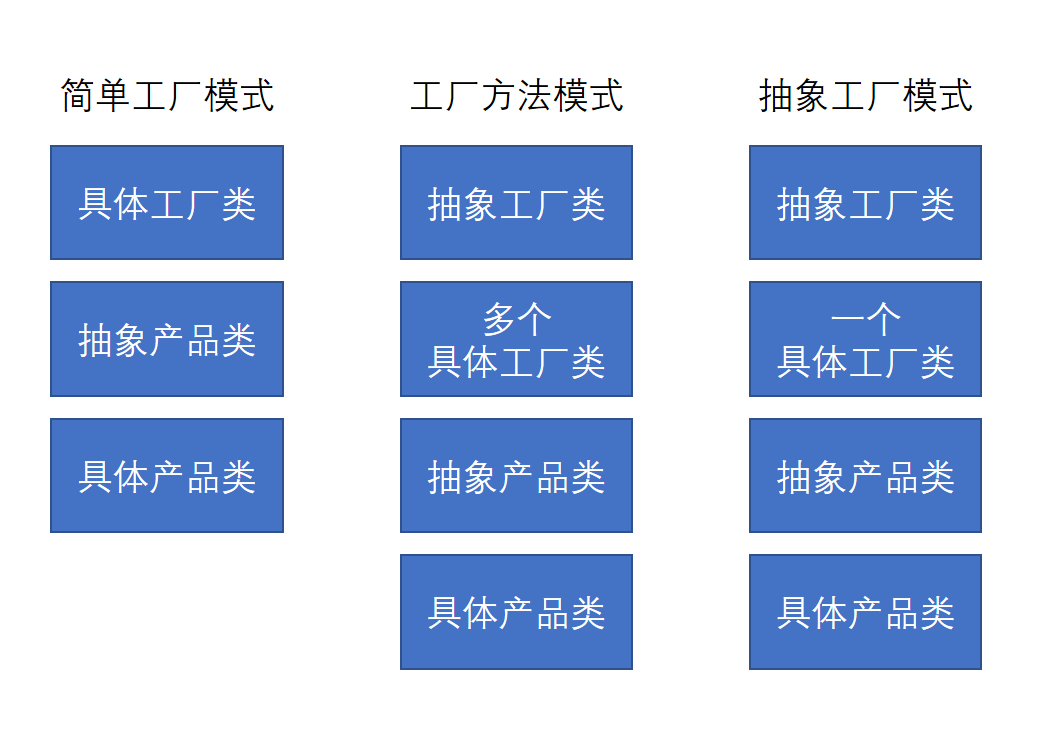 简单工厂模式
具体工厂类
抽象产品类
具体产品类
工厂方法模式
抽象工厂类
多个
具体工厂类
抽象产品类
具体产品类
抽象工厂模式
抽象工厂类
一个
具体工厂类
抽象产品类
具体产品类